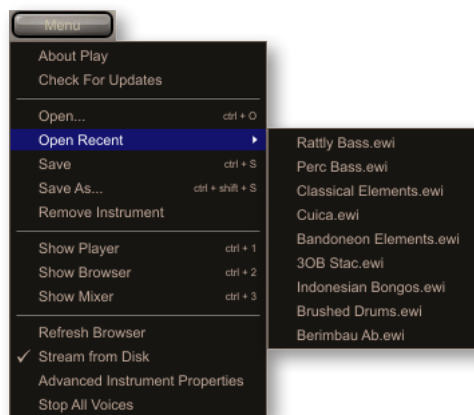 Menu
About Play
Check For Updates
Open... ctrl + O
Open Recent
Save ctrl + S
Save As... ctrl + shift + S
Remove Instrument
Show Player ctrl + 1
Show Browser ctrl + 2
Show Mixer ctrl + 3
Refresh Browser
Stream from Disk
Advanced Instrument Properties
Stop All Voices
Rattly Bass.ewi
Perc Bass.ewi
Classical Elements.ewi
Cuica.ewi
Bandoneon Elements.ewi
3OB Stac.ewi
Indonesian Bongos.ewi
Brushed Drums.ewi
Berimbau Ab.ewi